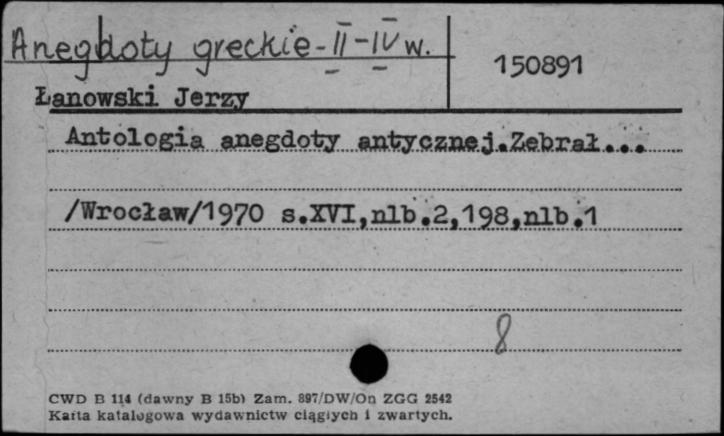 Anegdoty greckie - II - IV w.
150891
Łanowski Jerzy
Antologia anegdoty antycznej.Zebrał...
/Wrocław/1970 s.XVI,nlb.2,198,nlb.1
8
CWD B 114 (dawny B 15b) Zam. 897/DW/On ZGG 2542
Karta katalogowa wydawnictw ciągłych i zwartych.